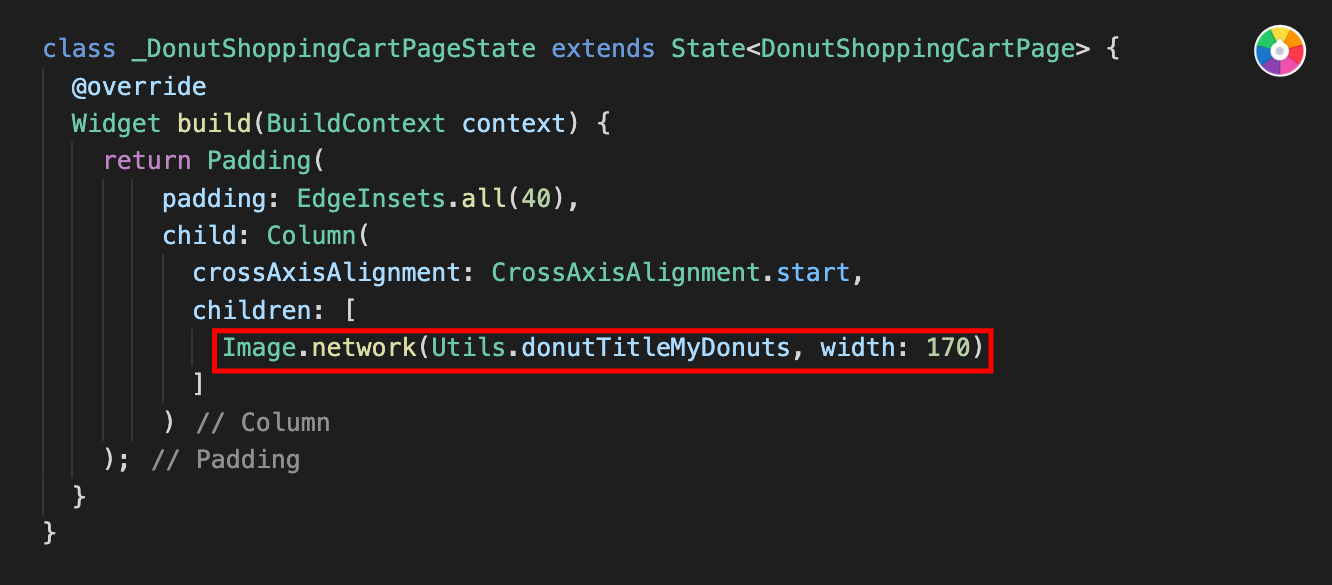 class _DonutShoppingCartPageState extends State<DonutShoppingCartPage> {
@override
Widget build(BuildContext context) {
return Padding(
padding: EdgeInsets.all(40),
child: Column(
crossAxisAlignment: CrossAxisAlignment.start,
children: [
Image.network(Utils.donutTitleMyDonuts, width: 170)
]
) // Column
); // Padding
}
}